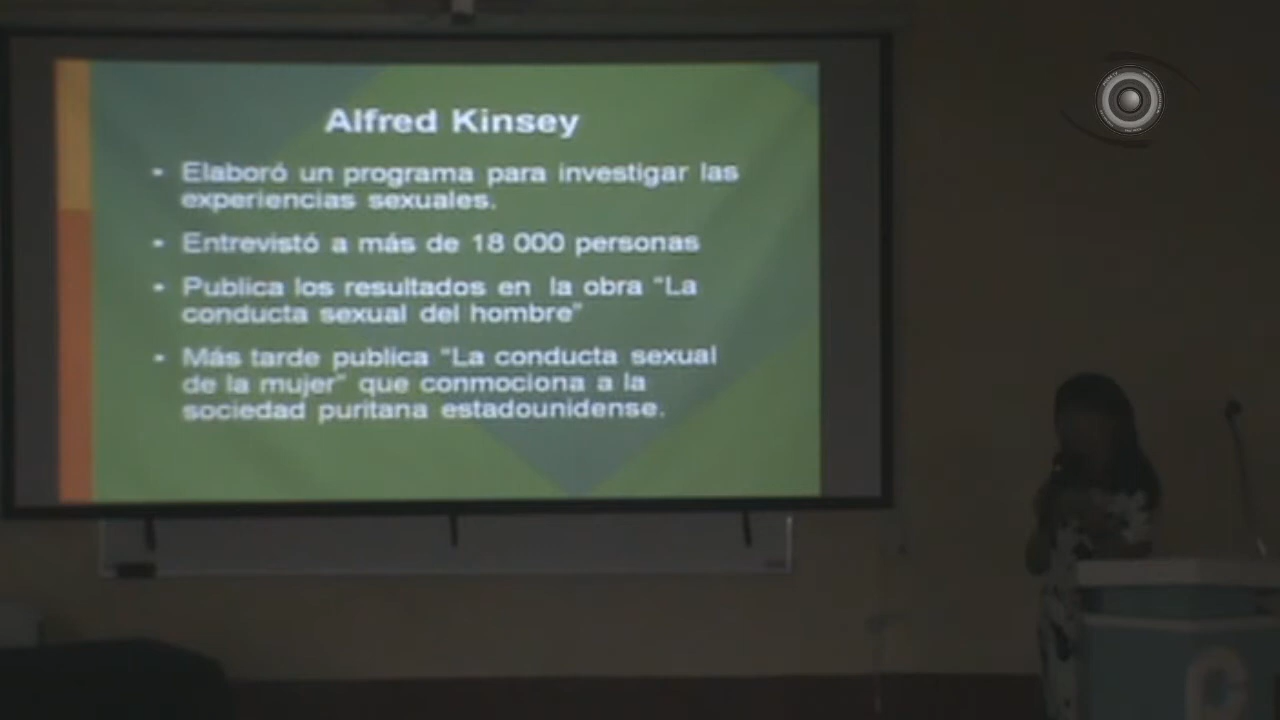 Alfred Kinsey
- Elaboró un programa para investigar las
experiencias sexuales.
- Entrevistó a más de 18 000 personas
- Publica los resultados en la obra "La
conducta sexual del hombre"
- Más tarde publica "La conducta sexual
de la mujer" que conmociona a la
sociedad puritana estadounidense.